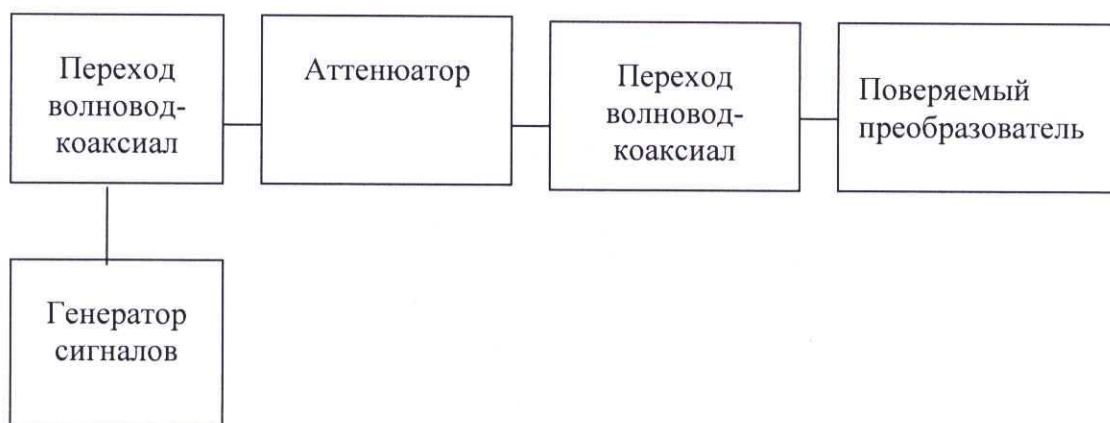 Переход
волновод-
коаксиал
Аттенюатор
Переход
волновод-
коаксиал
Поверяемый
преобразователь
Генератор
сигналов